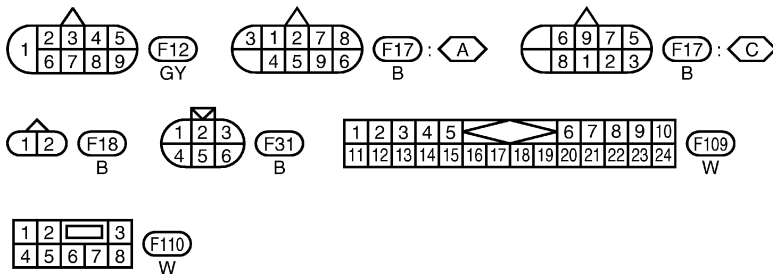 2 3 4 5 3 1 2 7 8 6 9 7 5
1 F12 F17 : A F17 : C
6 7 8 9 4 5 9 6 8 1 2 3
GY B B
1 2 F18 1 2 3 F31 1 2 3 4 5 6 7 8 9 10 F109
B 4 5 6 B 11 12 13 14 15 16 17 18 19 20 21 22 23 24 W
1 2 3 F110
4 5 6 7 8 W